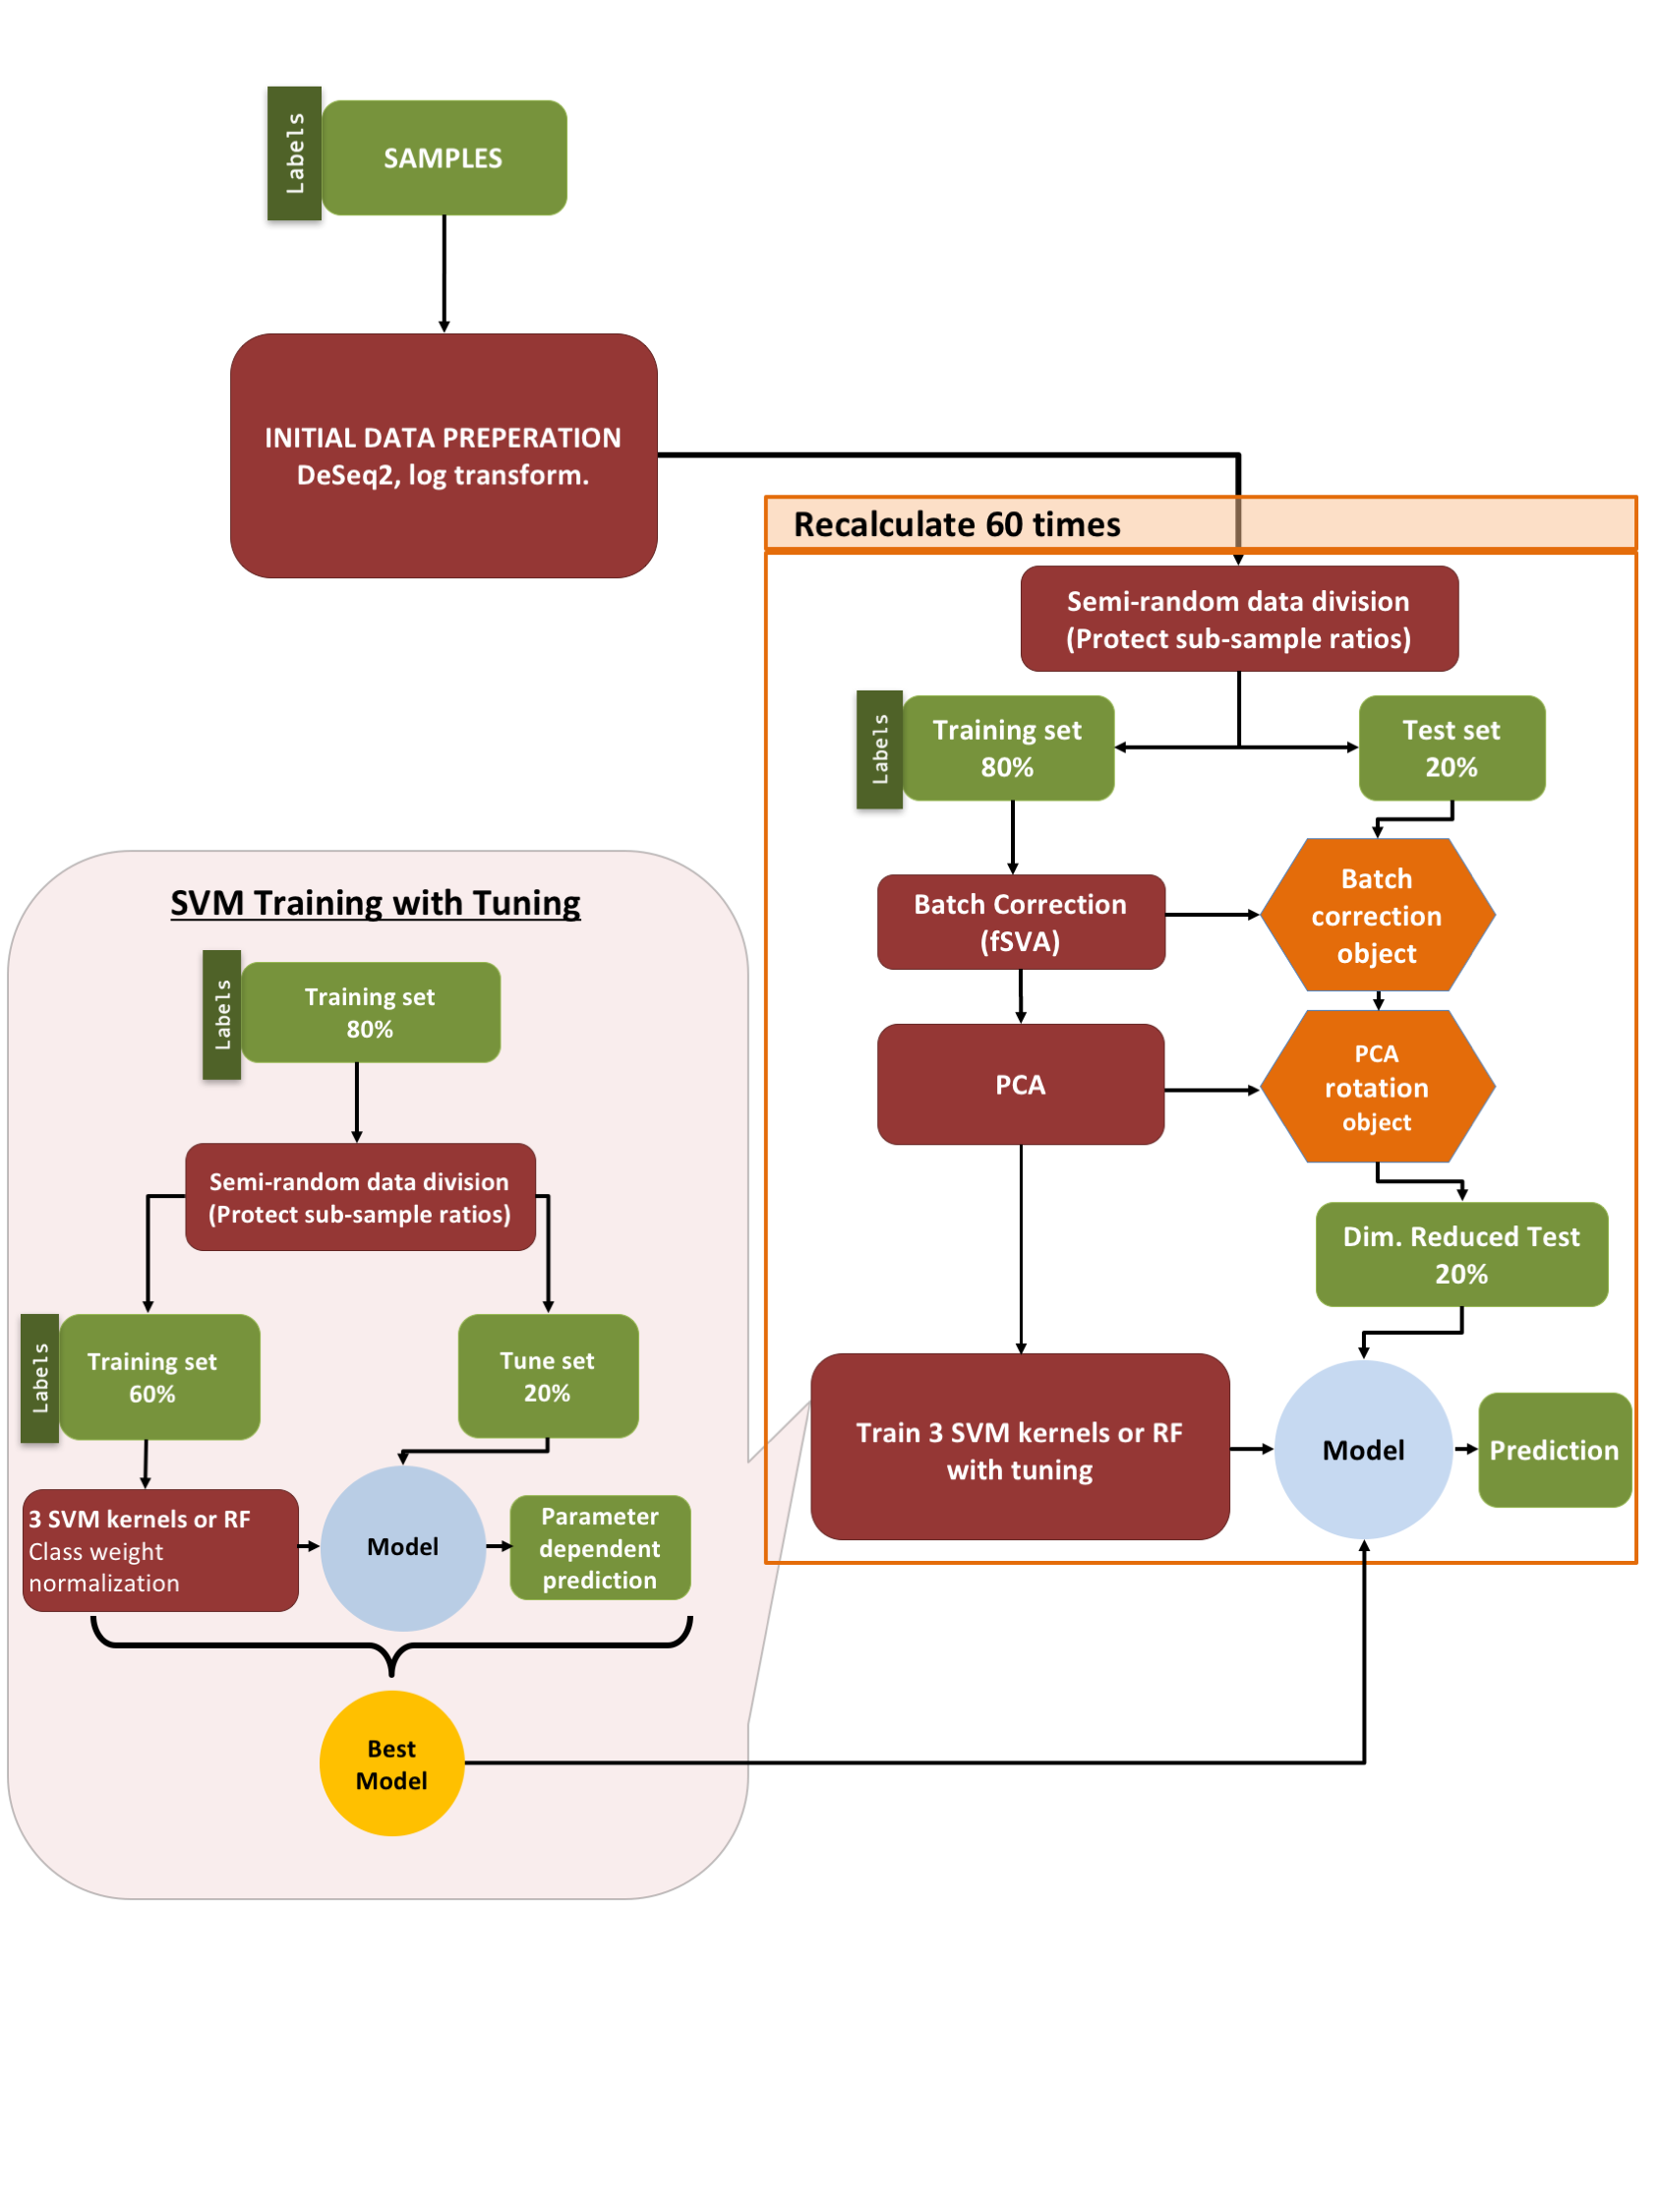 Labels
SAMPLES
INITIAL DATA PREPERATION
DeSeq2, log transform.
Recalculate 60 times
Semi-random data division
(Protect sub-sample ratios)
Labels
Training set
80%
Test set
20%
Batch Correction
(fSVA)
Batch
correction
object
PCA
PCA
rotation
object
Dim. Reduced Test
20%
Train 3 SVM kernels or RF
with tuning
Model
Prediction
SVM Training with Tuning
Labels
Training set
80%
Semi-random data division
(Protect sub-sample ratios)
Labels
Training set
60%
Tune set
20%
3 SVM kernels or RF
Class weight
normalization
Model
Parameter
dependent
prediction
Best
Model